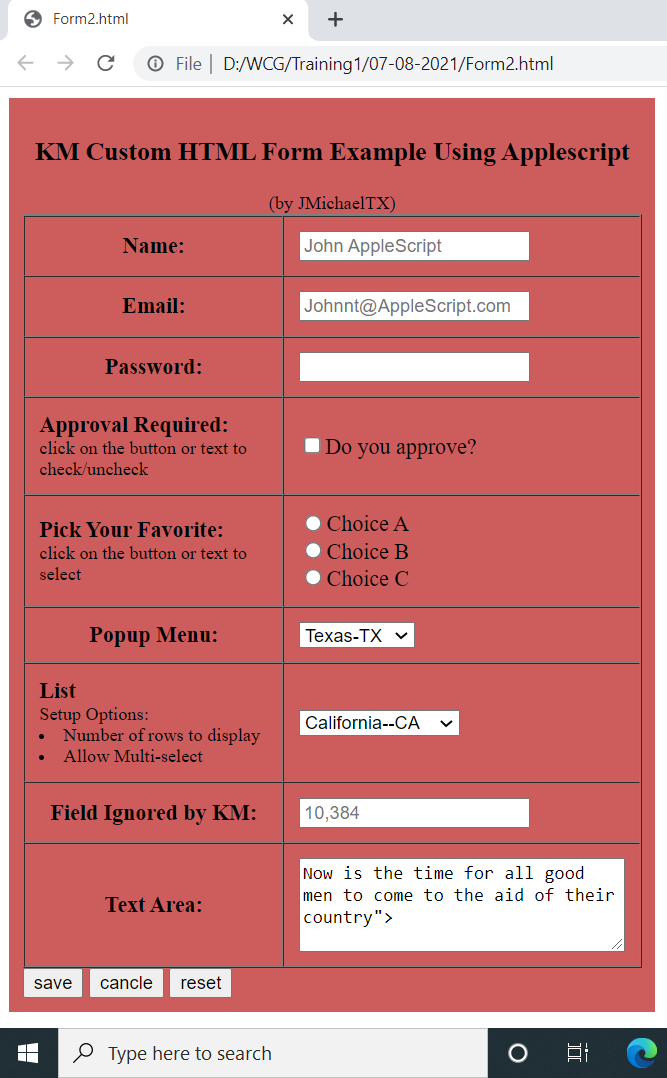 Form2.html
File | D:/WCG/Training1/07-08-2021/Form2.html
KM Custom HTML Form Example Using Applescript
(by JMichaelTX)
Name:
John AppleScript
Email:
Johnnt@AppleScript.com
Password:
Approval Required:
click on the button or text to
check/uncheck
Do you approve?
Pick Your Favorite:
click on the button or text to
select
Choice A
Choice B
Choice C
Popup Menu:
Texas-TX
List
Setup Options:
• Number of rows to display
• Allow Multi-select
California--CA
Field Ignored by KM:
10,384
Text Area:
Now is the time for all good
men to come to the aid of their
country">
save cancle reset
Type here to search